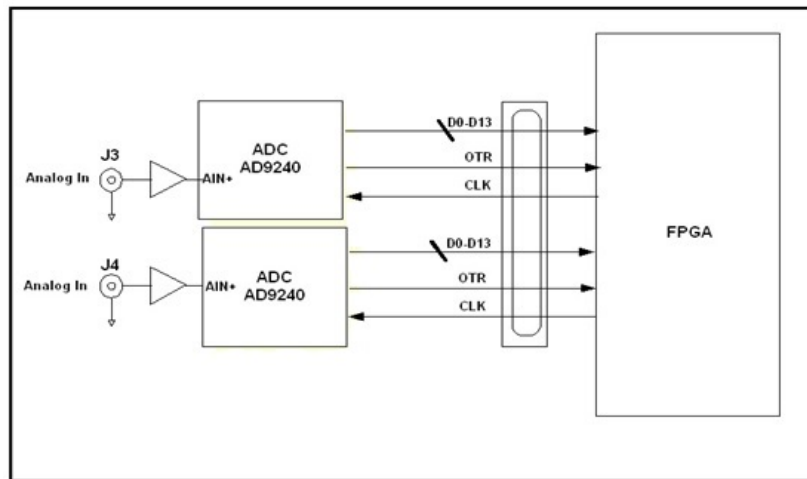 D0-D13
ADC
AD9240
J3
OTR
Analog In
AIN+
CLK
FPGA
D0-D13
J4
ADC
AD9240
OTR
Analog In
AIN+
CLK